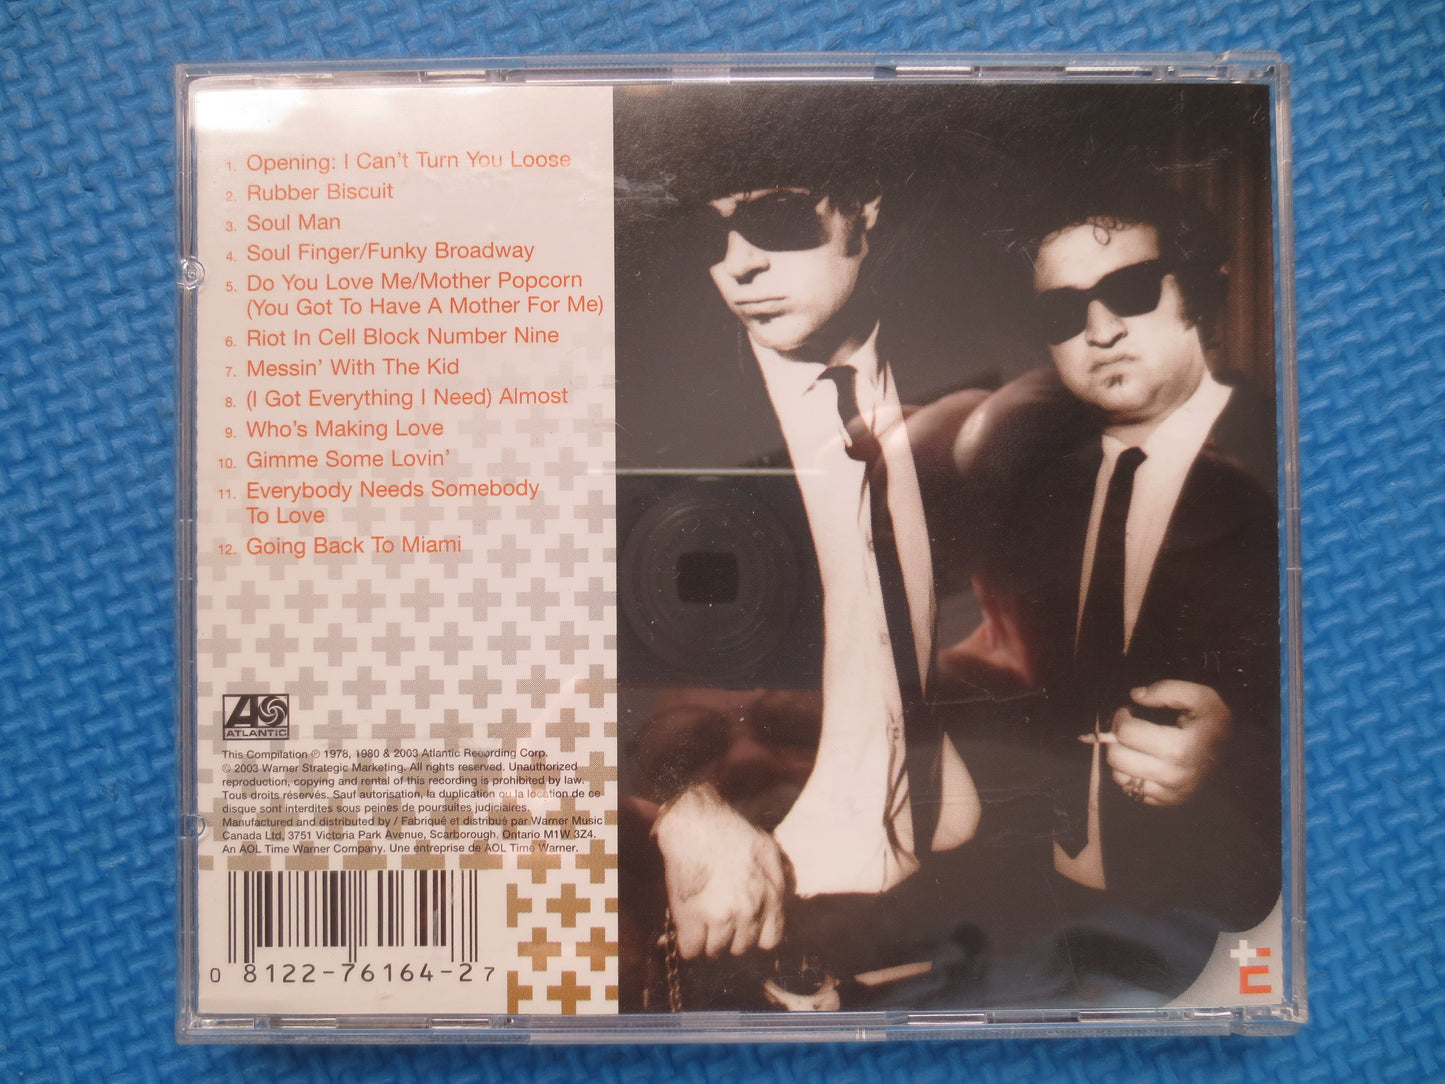 1. Opening: I Can't Turn You Loose
2. Rubber Biscuit
3. Soul Man
4. Soul Finger/Funky Broadway
5. Do You Love Me/Mother Popcorn
(You Got To Have A Mother For Me)
6. Riot In Cell Block Number Nine
7. Messin' With The Kid
8. (I Got Everything I Need) Almost
9. Who's Making Love
10. Gimme Some Lovin'
11. Everybody Needs Somebody
To Love
12. Going Back To Miami
ATLANTIC
This Compilation ℗ 1978, 1980 & 2003 Atlantic Recording Corp.
© 2003 Warner Strategic Marketing. All rights reserved. Unauthorized
reproduction, copying and rental of this recording is prohibited by law.
Tous droits réservés. Sauf autorisation, la duplication ou la location de ce
disque sont interdites sous peines de poursuites judiciaires.
Manufactured and distributed by / Fabriqué et distribué par Warner Music
Canada Ltd, 3751 Victoria Park Avenue, Scarborough, Ontario M1W 3Z4.
An AOL Time Warner Company. Une entreprise de AOL Time Warner.
0 8122-76164-2 7